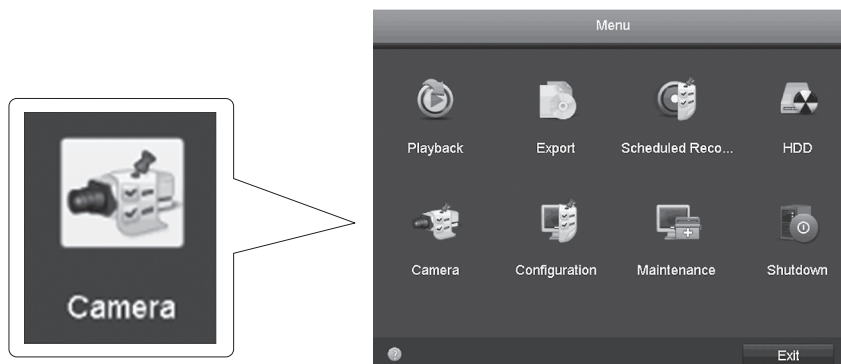 Menu
Playback
Export
Scheduled Reco...
HDD
Camera
Camera
Configuration
Maintenance
Shutdown
?
Exit